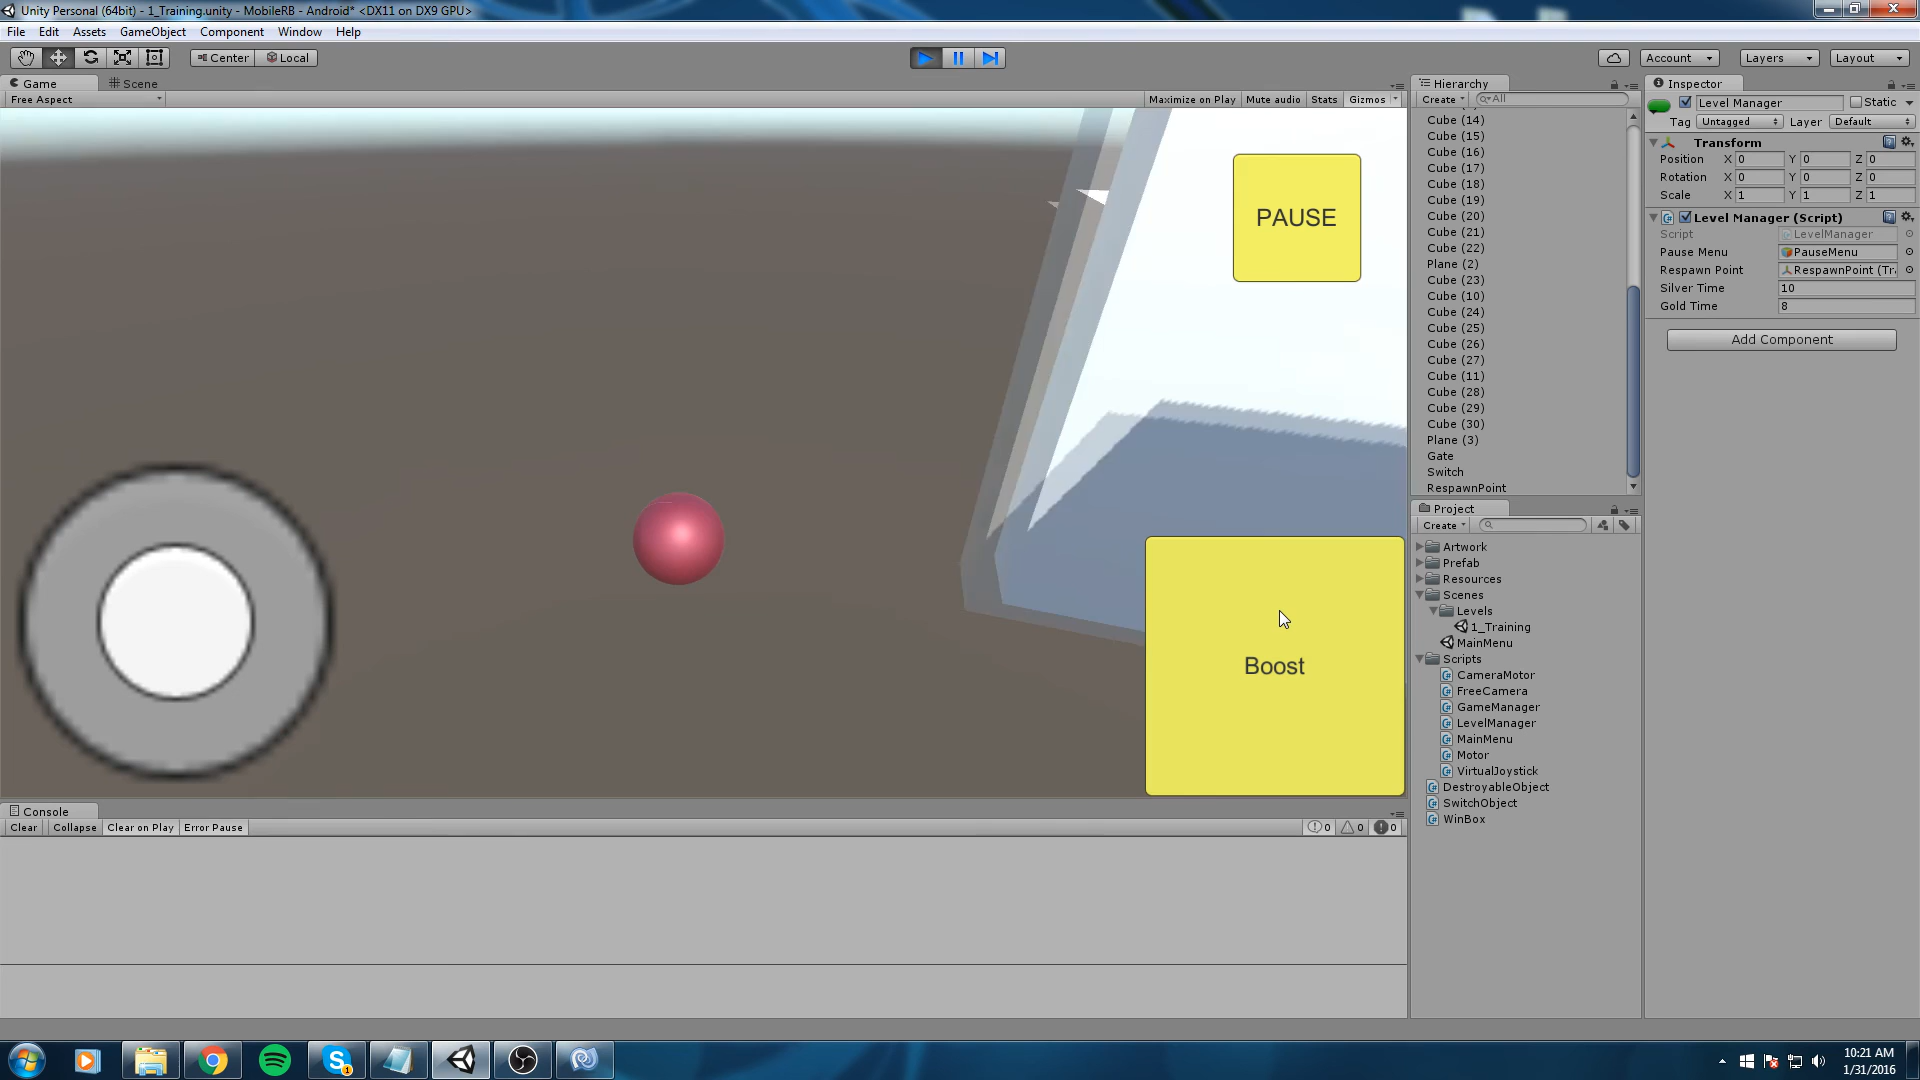 Unity Personal (64bit) - 1_Training.unity - MobileRB - Android* <DX11 on DX9 GPU>
File Edit Assets GameObject Component Window Help
Center Local
Account Layers Layout
Game Scene
Free Aspect
Maximize on Play Mute audio Stats Gizmos
PAUSE
Boost
Console
Clear Collapse Clear on Play Error Pause
0 0 0
Hierarchy
Create All
Cube (14)
Cube (15)
Cube (16)
Cube (17)
Cube (18)
Cube (19)
Cube (20)
Cube (21)
Cube (22)
Plane (2)
Cube (23)
Cube (10)
Cube (24)
Cube (25)
Cube (26)
Cube (27)
Cube (11)
Cube (28)
Cube (29)
Cube (30)
Plane (3)
Gate
Switch
RespawnPoint
Project
Create
Artwork
Prefab
Resources
Scenes
Levels
1_Training
MainMenu
Scripts
CameraMotor
FreeCamera
GameManager
LevelManager
MainMenu
Motor
VirtualJoystick
DestroyableObject
SwitchObject
WinBox
Inspector
Level Manager Static
Tag Untagged Layer Default
Transform
Position X 0 Y 0 Z 0
Rotation X 0 Y 0 Z 0
Scale X 1 Y 1 Z 1
Level Manager (Script)
Script LevelManager
Pause Menu PauseMenu
Respawn Point RespawnPoint (Tr
Silver Time 10
Gold Time 8
Add Component
10:21 AM
1/31/2016